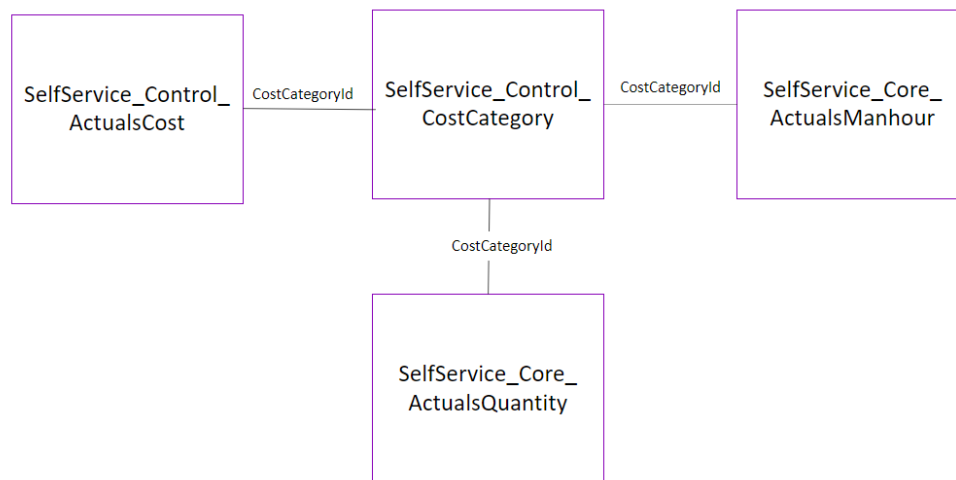 SelfService_Control_
ActualsCost
CostCategoryId
SelfService_Control_
CostCategory
CostCategoryId
SelfService_Core_
ActualsManhour
CostCategoryId
SelfService_Core_
ActualsQuantity